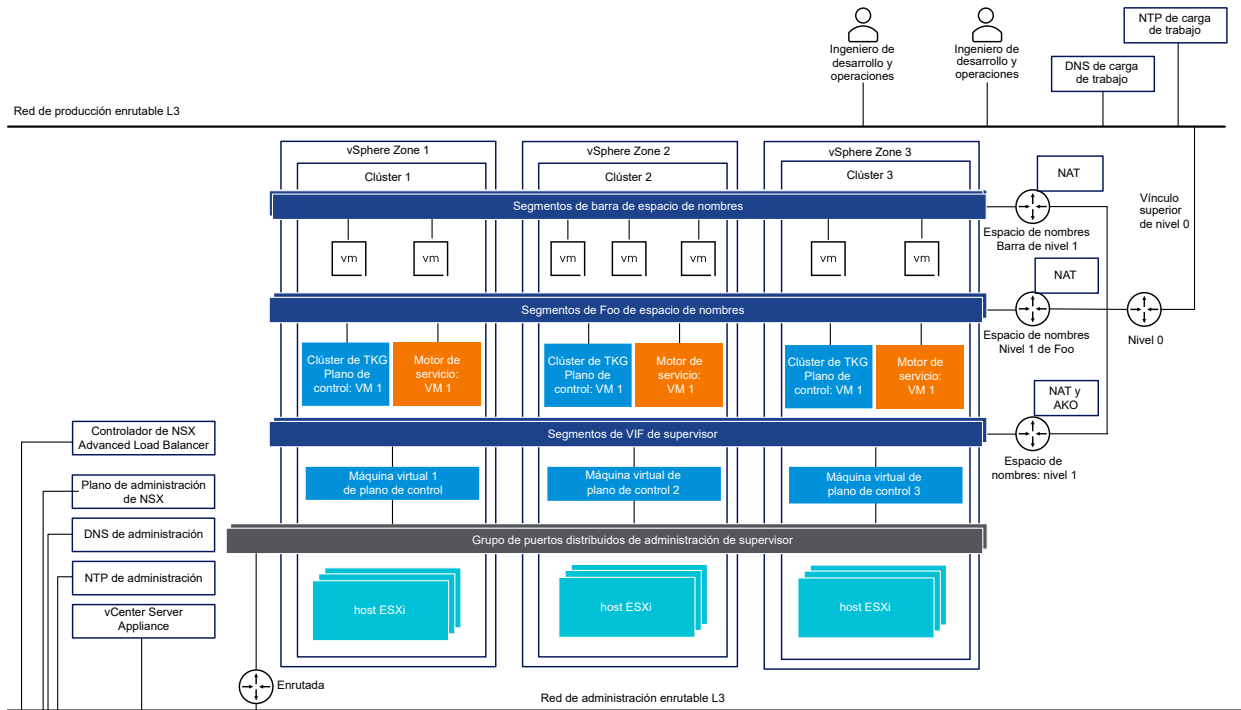 NTP de carga
de trabajo
Ingeniero de
desarrollo y
operaciones
Ingeniero de
desarrollo y
operaciones
DNS de carga
de trabajo
Red de producción enrutable L3
vSphere Zone 1
vSphere Zone 2
vSphere Zone 3
Clúster 1
Clúster 2
Clúster 3
NAT
Segmentos de barra de espacio de nombres
Espacio de nombres
Barra de nivel 1
Vínculo
superior
de nivel 0
vm
vm
vm
vm
vm
vm
vm
NAT
Segmentos de Foo de espacio de nombres
Espacio de nombres
Nivel 1 de Foo
Nivel 0
Clúster de TKG
Plano de
control: VM 1
Motor de
servicio:
VM 1
Clúster de TKG
Plano de
control: VM 1
Motor de
servicio:
VM 1
Clúster de TKG
Plano de
control: VM 1
Motor de
servicio:
VM 1
NAT y
AKO
Segmentos de VIF de supervisor
Espacio de
nombres: nivel 1
Controlador de NSX
Advanced Load Balancer
Plano de administración
de NSX
DNS de administración
NTP de administración
vCenter Server
Appliance
Máquina virtual 1
de plano de control
Máquina virtual de
plano de control 2
Máquina virtual de
plano de control 3
Grupo de puertos distribuidos de administración de supervisor
host ESXi
host ESXi
host ESXi
Enrutada
Red de administración enrutable L3